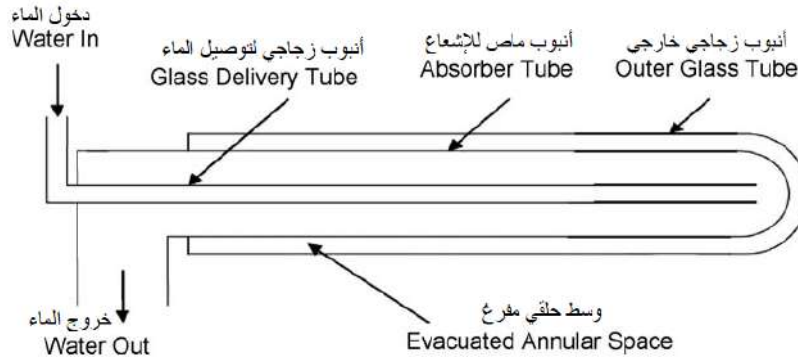 دخول الماء
Water In
أنبوب زجاجي لتوصيل الماء
Glass Delivery Tube
أنبوب ماص للإشعاع
Absorber Tube
أنبوب زجاجي خارجي
Outer Glass Tube
خروج الماء
Water Out
وسط حلقي مفرغ
Evacuated Annular Space